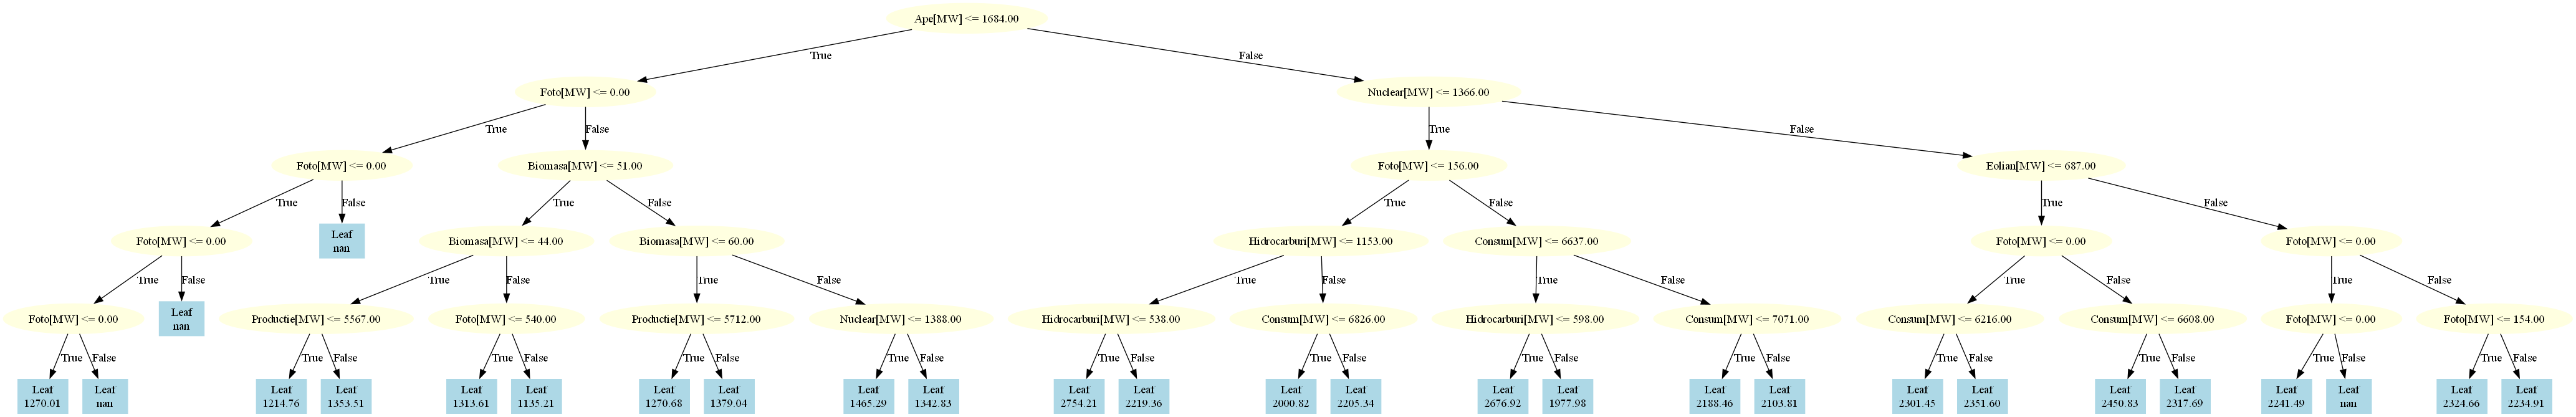 Ape[MW] <= 1684.00
True
False
Foto[MW] <= 0.00
Nuclear[MW] <= 1366.00
True
False
True
False
Foto[MW] <= 0.00
Biomasa[MW] <= 51.00
Foto[MW] <= 156.00
Eolian[MW] <= 687.00
True
False
True
False
True
False
True
False
Foto[MW] <= 0.00
Leaf
nan
Biomasa[MW] <= 44.00
Biomasa[MW] <= 60.00
Hidrocarburi[MW] <= 1153.00
Consum[MW] <= 6637.00
Foto[MW] <= 0.00
Foto[MW] <= 0.00
True
False
True
False
True
False
True
False
True
False
True
False
True
False
Foto[MW] <= 0.00
Leaf
nan
Productie[MW] <= 5567.00
Foto[MW] <= 540.00
Productie[MW] <= 5712.00
Nuclear[MW] <= 1388.00
Hidrocarburi[MW] <= 538.00
Consum[MW] <= 6826.00
Hidrocarburi[MW] <= 598.00
Consum[MW] <= 7071.00
Consum[MW] <= 6216.00
Consum[MW] <= 6608.00
Foto[MW] <= 0.00
Foto[MW] <= 154.00
True
False
True
False
True
False
True
False
True
False
True
False
True
False
True
False
True
False
True
False
True
False
True
False
True
False
Leaf
1270.01
Leaf
nan
Leaf
1214.76
Leaf
1353.51
Leaf
1313.61
Leaf
1135.21
Leaf
1270.68
Leaf
1379.04
Leaf
1465.29
Leaf
1342.83
Leaf
2754.21
Leaf
2219.36
Leaf
2000.82
Leaf
2205.34
Leaf
2676.92
Leaf
1977.98
Leaf
2188.46
Leaf
2103.81
Leaf
2301.45
Leaf
2351.60
Leaf
2450.83
Leaf
2317.69
Leaf
2241.49
Leaf
nan
Leaf
2324.66
Leaf
2234.91